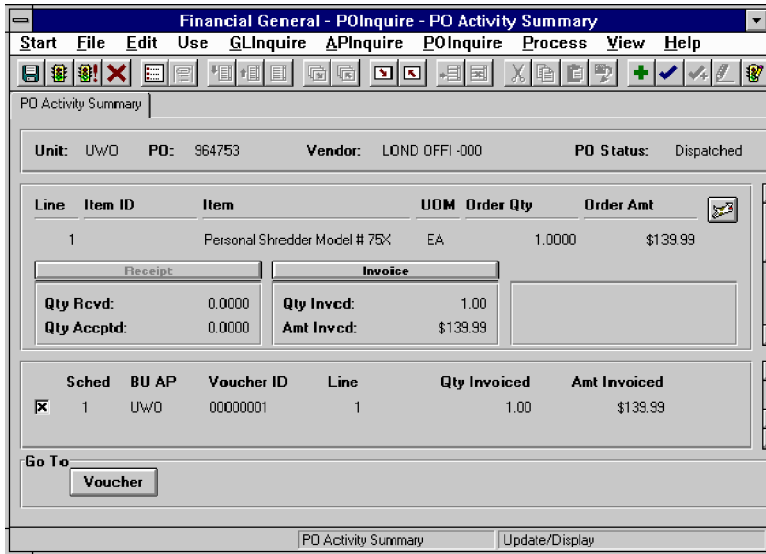 Financial General - POInquire - PO Activity Summary
Start File Edit Use GLInquire APInquire POInquire Process View Help
PO Activity Summary
Unit: UWO PO: 964753 Vendor: LOND OFFI -000 PO Status: Dispatched
Line Item ID Item UOM Order Qty Order Amt
1 Personal Shredder Model # 75X EA 1.0000 $139.99
Receipt Invoice
Qty Rcvd: 0.0000 Qty Invcd: 1.00
Qty Accptd: 0.0000 Amt Invcd: $139.99
Sched BU AP Voucher ID Line Qty Invoiced Amt Invoiced
1 UWO 00000001 1 1.00 $139.99
Go To
Voucher
PO Activity Summary Update/Display